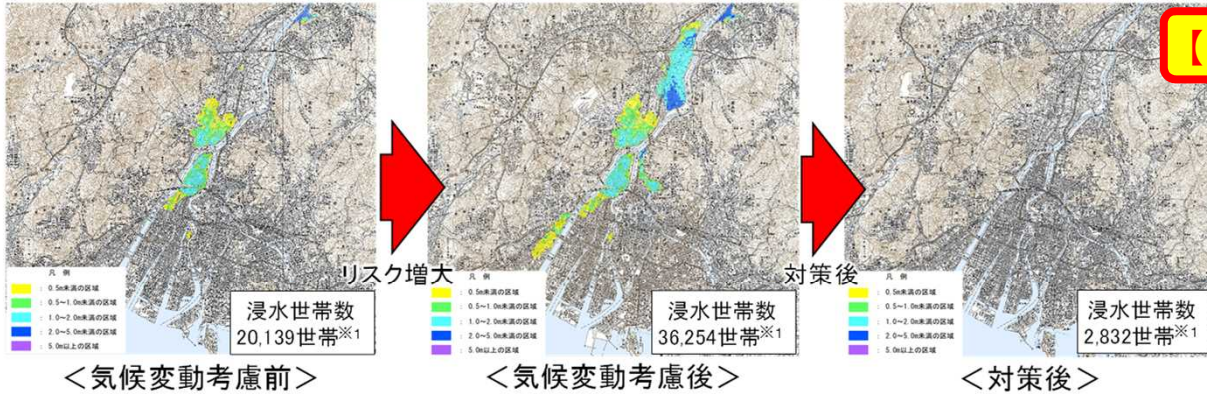 【
凡 例
: 0.5m未満の区域
: 0.5~1.0m未満の区域
: 1.0~2.0m未満の区域
: 2.0~5.0m未満の区域
: 5.0m以上の区域
浸水世帯数
20,139世帯※1
＜気候変動考慮前＞
リスク増大
凡 例
: 0.5m未満の区域
: 0.5~1.0m未満の区域
: 1.0~2.0m未満の区域
: 2.0~5.0m未満の区域
: 5.0m以上の区域
浸水世帯数
36,254世帯※1
＜気候変動考慮後＞
対策後
凡 例
: 0.5m未満の区域
: 0.5~1.0m未満の区域
: 1.0~2.0m未満の区域
: 2.0~5.0m未満の区域
: 5.0m以上の区域
浸水世帯数
2,832世帯※1
＜対策後＞